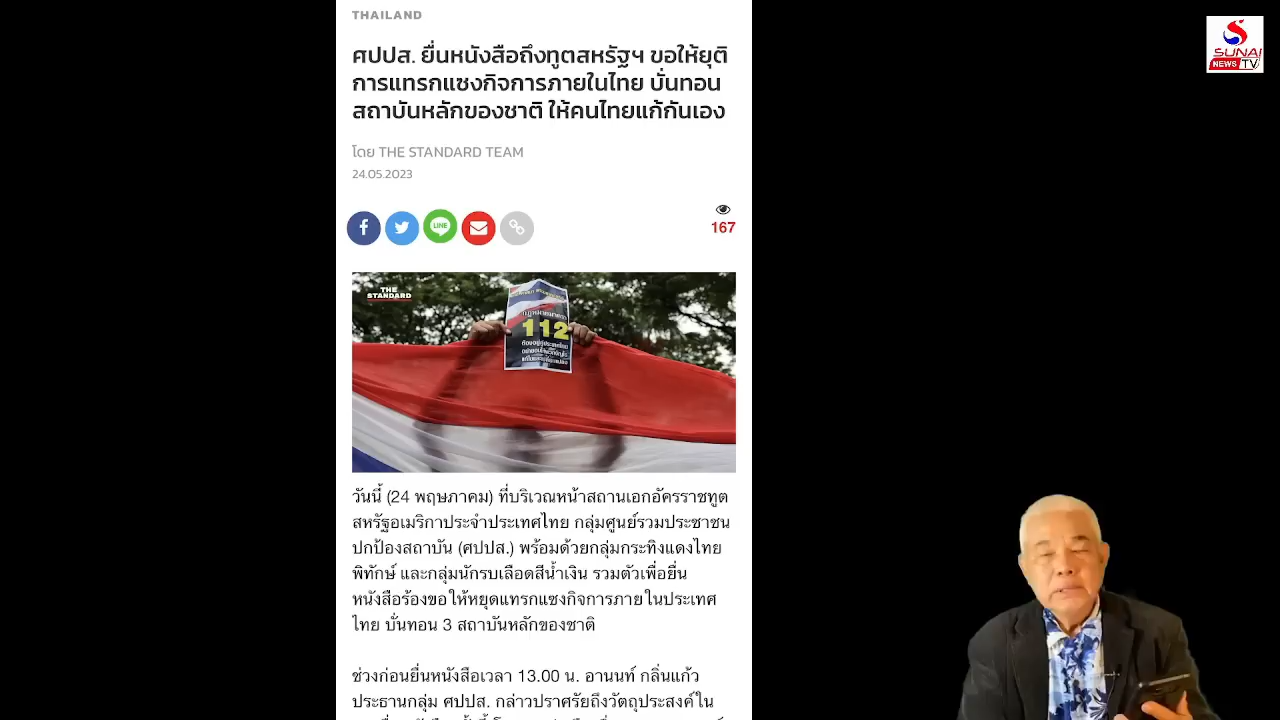 THAILAND
ศปปส. ยื่นหนังสือถึงทูตสหรัฐฯ ขอให้ยุติ
การแทรกแซงกิจการภายในไทย บั่นทอน
สถาบันหลักของชาติ ให้คนไทยแก้กันเอง
โดย THE STANDARD TEAM
24.05.2023
LINE
167
THE
STANDARD
112
วันนี้ (24 พฤษภาคม) ที่บริเวณหน้าสถานเอกอัครราชทูต
สหรัฐอเมริกาประจำประเทศไทย กลุ่มศูนย์รวมประชาชน
ปกป้องสถาบัน (ศปปส.) พร้อมด้วยกลุ่มกระทิงแดงไทย
พิทักษ์ และกลุ่มนักรบเลือดสีน้ำเงิน รวมตัวเพื่อยื่น
หนังสือร้องขอให้หยุดแทรกแซงกิจการภายในประเทศ
ไทย บั่นทอน 3 สถาบันหลักของชาติ
ช่วงก่อนยื่นหนังสือเวลา 13.00 น. อานนท์ กลิ่นแก้ว
ประธานกลุ่ม ศปปส. กล่าวปราศรัยถึงวัตถุประสงค์ใน
SUNAI
NEWS TV